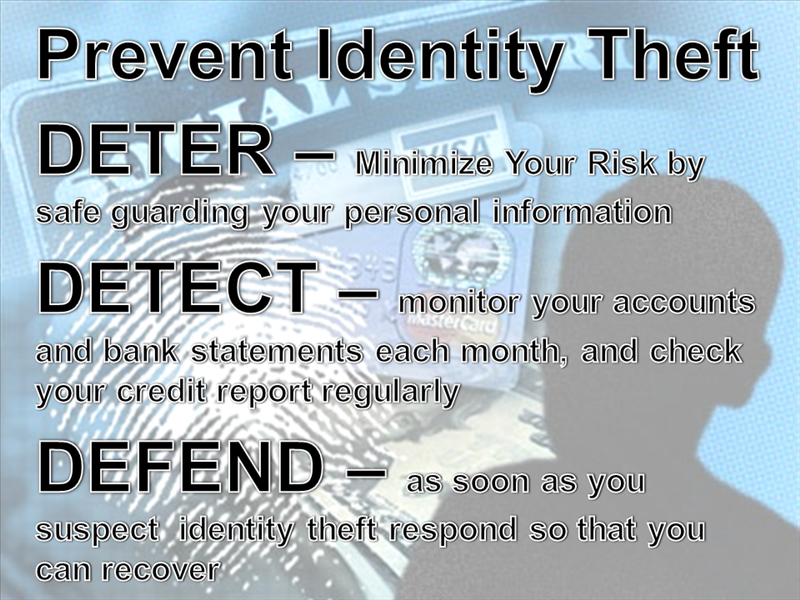 Prevent Identity Theft
DETER – Minimize Your Risk by
safe guarding your personal information
DETECT – monitor your accounts
and bank statements each month, and check
your credit report regularly
DEFEND – as soon as you
suspect identity theft respond so that you
can recover
SOCIAL SECURITY
VISA
MasterCard